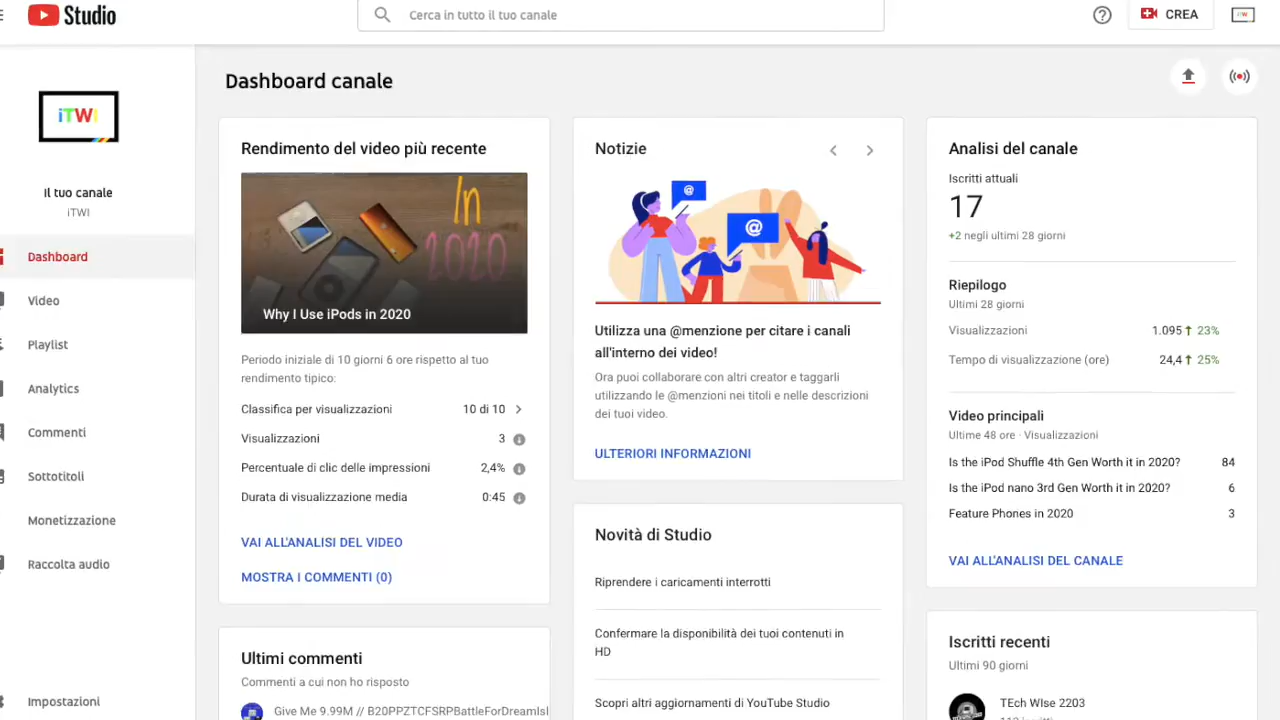 Studio
Cerca in tutto il tuo canale
CREA
iTWI
Il tuo canale
iTWI
Dashboard
Video
Playlist
Analytics
Commenti
Sottotitoli
Monetizzazione
Raccolta audio
Impostazioni
Dashboard canale
Rendimento del video più recente
In
2020
Why I Use iPods in 2020
Periodo iniziale di 10 giorni 6 ore rispetto al tuo
rendimento tipico:
Classifica per visualizzazioni 10 di 10
Visualizzazioni 3
Percentuale di clic delle impressioni 2,4%
Durata di visualizzazione media 0:45
VAI ALL'ANALISI DEL VIDEO
MOSTRA I COMMENTI (0)
Ultimi commenti
Commenti a cui non ho risposto
Give Me 9.99M // B20PPZTCFSRPBattleForDreamIsl
Notizie
@
@
Utilizza una @menzione per citare i canali
all'interno dei video!
Ora puoi collaborare con altri creator e taggarli
utilizzando le @menzioni nei titoli e nelle descrizioni
dei tuoi video.
ULTERIORI INFORMAZIONI
Novità di Studio
Riprendere i caricamenti interrotti
Confermare la disponibilità dei tuoi contenuti in
HD
Scopri altri aggiornamenti di YouTube Studio
Analisi del canale
Iscritti attuali
17
+2 negli ultimi 28 giorni
Riepilogo
Ultimi 28 giorni
Visualizzazioni 1.095 23%
Tempo di visualizzazione (ore) 24,4 25%
Video principali
Ultime 48 ore · Visualizzazioni
Is the iPod Shuffle 4th Gen Worth it in 2020? 84
Is the iPod nano 3rd Gen Worth it in 2020? 6
Feature Phones in 2020 3
VAI ALL'ANALISI DEL CANALE
Iscritti recenti
Ultimi 90 giorni
TEch WIse 2203